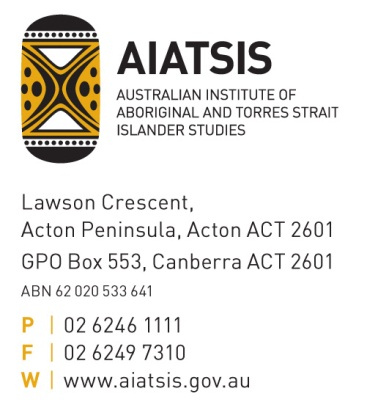 AIATSIS
AUSTRALIAN INSTITUTE OF
ABORIGINAL AND TORRES STRAIT
ISLANDER STUDIES
Lawson Crescent,
Acton Peninsula, Acton ACT 2601
GPO Box 553, Canberra ACT 2601
ABN 62 020 533 641
P | 02 6246 1111
F | 02 6249 7310
W | www.aiatsis.gov.au